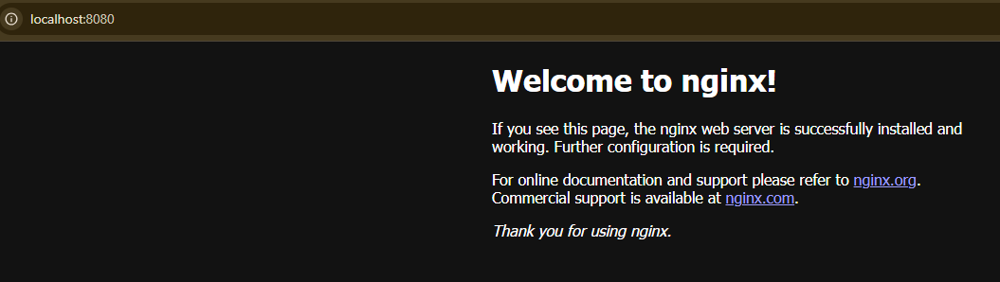 localhost:8080
Welcome to nginx!
If you see this page, the nginx web server is successfully installed and
working. Further configuration is required.
For online documentation and support please refer to nginx.org.
Commercial support is available at nginx.com.
Thank you for using nginx.